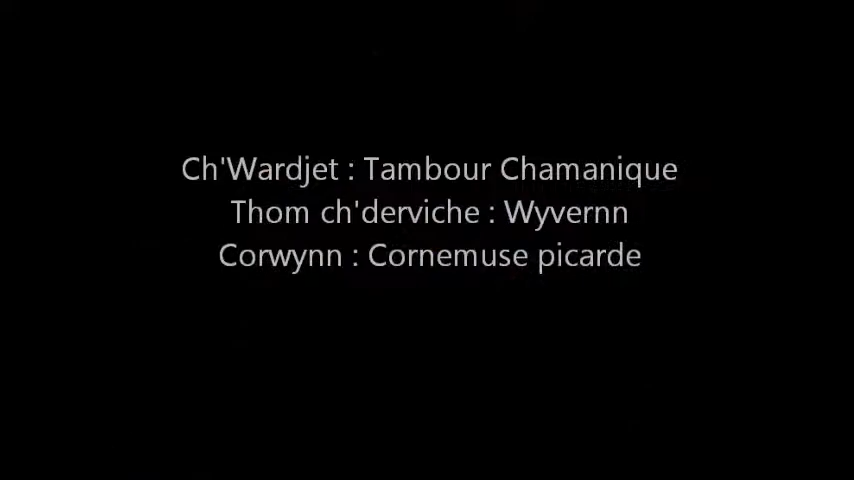 Ch'Wardjet : Tambour Chamanique
Thom ch'derviche : Wyvernn
Corwynn : Cornemuse picarde